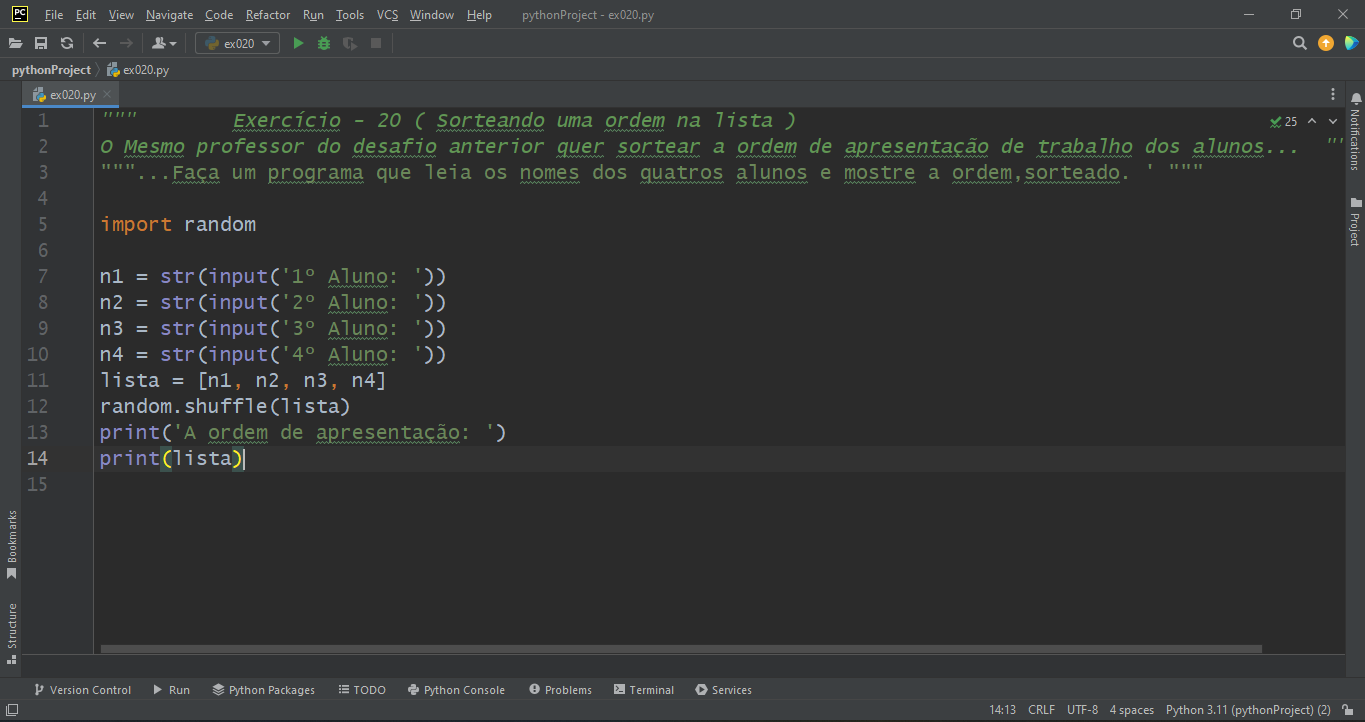 PC File Edit View Navigate Code Refactor Run Tools VCS Window Help pythonProject - ex020.py
ex020
pythonProject ex020.py
ex020.py
1 """ Exercício - 20 ( Sorteando uma ordem na lista ) 25
2 O Mesmo professor do desafio anterior quer sortear a ordem de apresentação de trabalho dos alunos... ""
3 """...Faça um programa que leia os nomes dos quatros alunos e mostre a ordem,sorteado. ' """
4
5 import random
6
7 n1 = str(input('1º Aluno: '))
8 n2 = str(input('2º Aluno: '))
9 n3 = str(input('3º Aluno: '))
10 n4 = str(input('4º Aluno: '))
11 lista = [n1, n2, n3, n4]
12 random.shuffle(lista)
13 print('A ordem de apresentação: ')
14 print(lista)
15
Notifications
Project
Bookmarks
Structure
Version Control Run Python Packages TODO Python Console Problems Terminal Services
14:13 CRLF UTF-8 4 spaces Python 3.11 (pythonProject) (2)